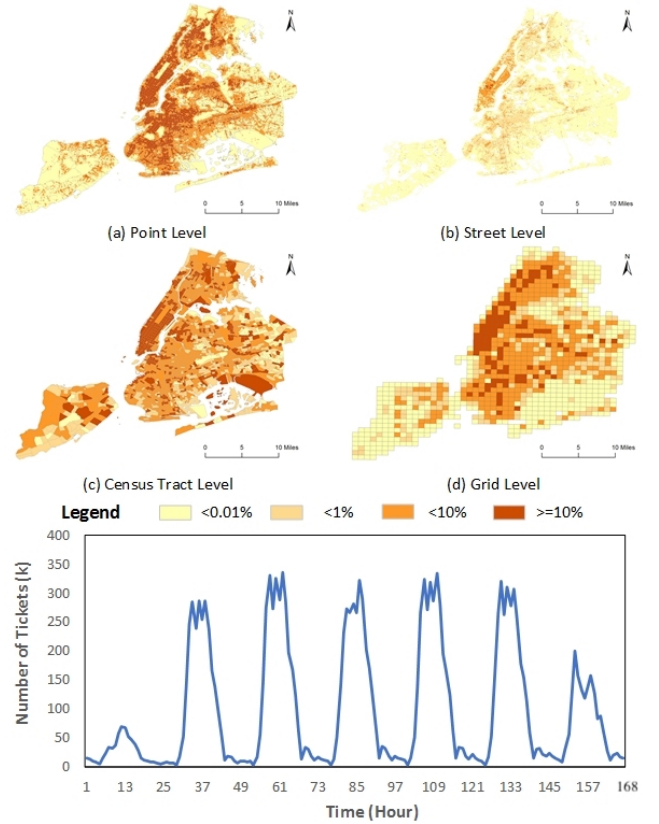 N
N
0 5 10 Miles
0 5 10 Miles
(a) Point Level
(b) Street Level
N
N
0 5 10 Miles
0 5 10 Miles
(c) Census Tract Level
(d) Grid Level
Legend <0.01% <1% <10% >=10%
Number of Tickets (k)
400
350
300
250
200
150
100
50
0
1 13 25 37 49 61 73 85 97 109 121 133 145 157 168
Time (Hour)